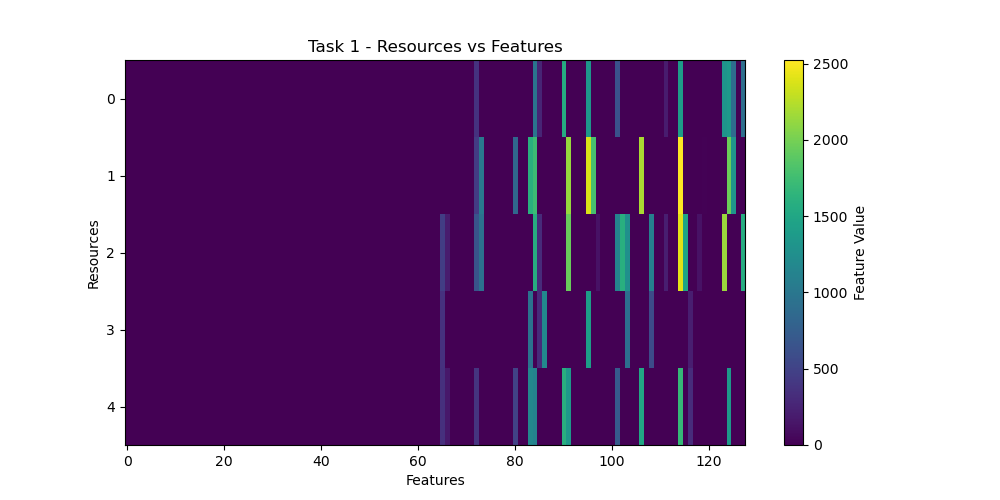 Task 1 - Resources vs Features
Resources
0
1
2
3
4
0 20 40 60 80 100 120
Features
2500
2000
1500
1000
500
0
Feature Value